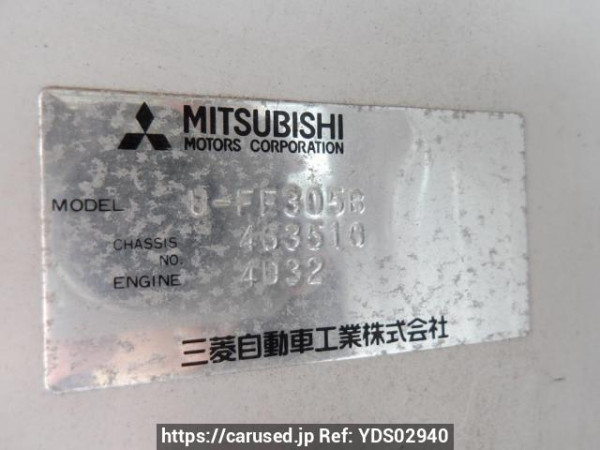 MITSUBISHI
MOTORS CORPORATION
MODEL U-FE305B
CHASSIS NO. 453510
ENGINE 4D32
三菱自動車工業株式会社
https://carused.jp Ref: YDS02940